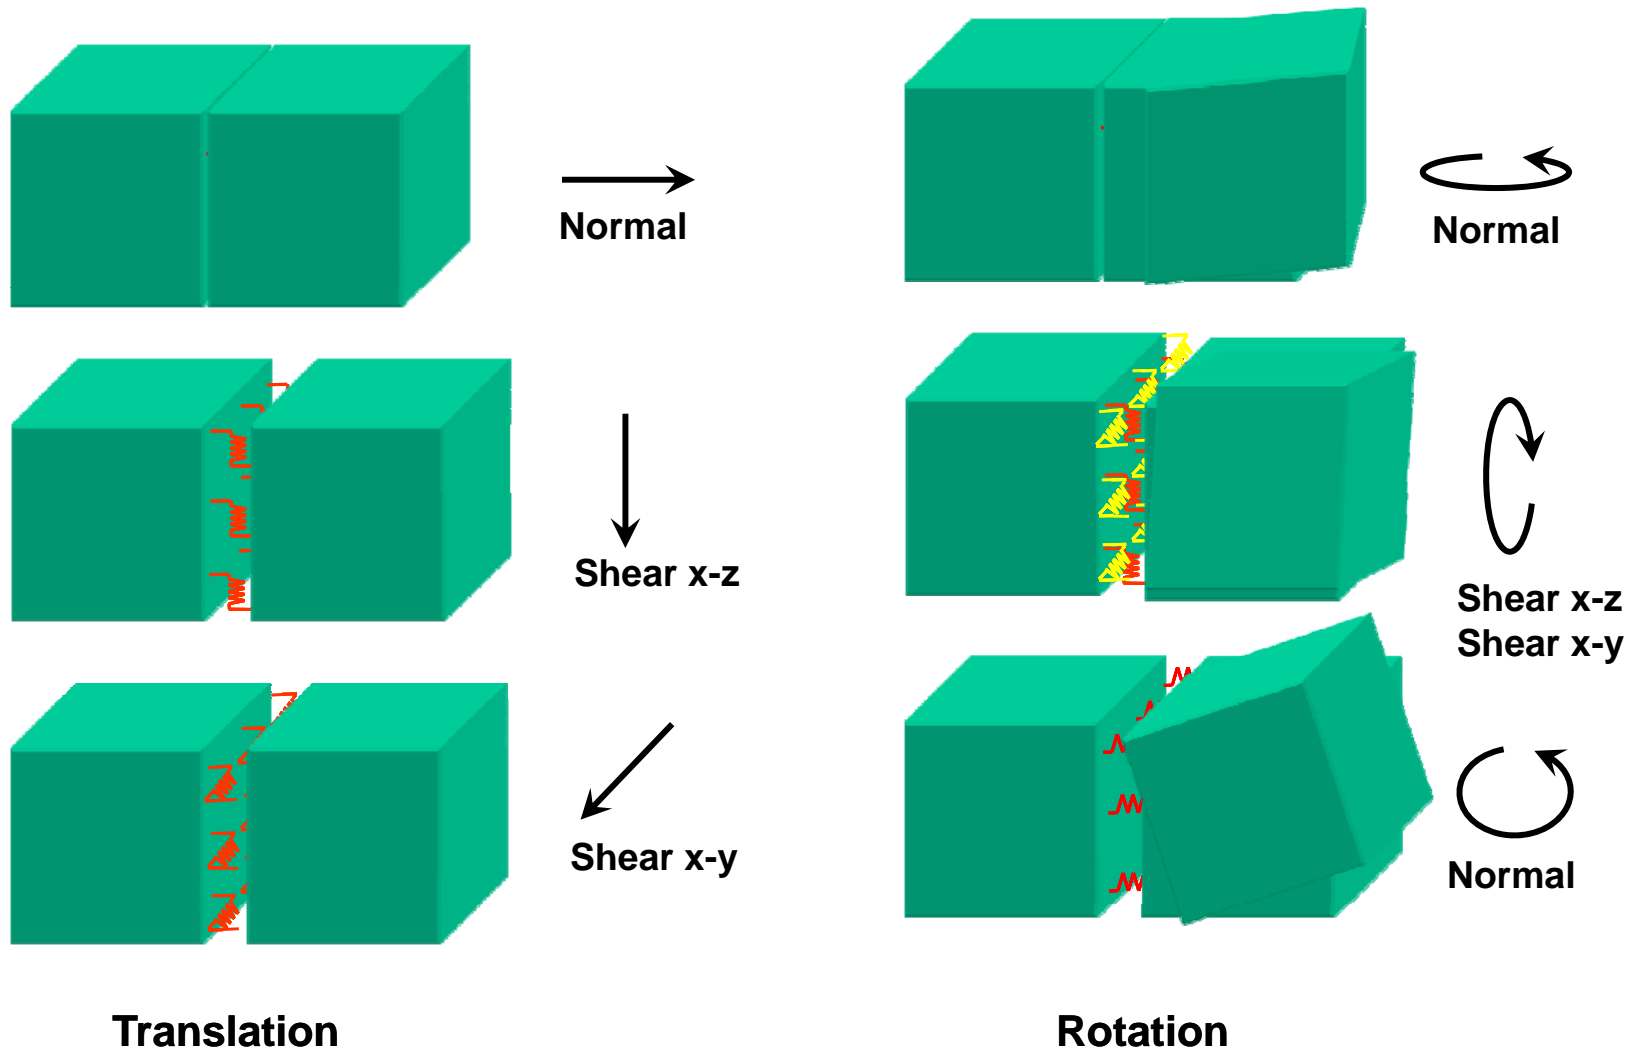 Normal
Shear x-z
Shear x-y
Translation
Normal
Shear x-z
Shear x-y
Normal
Rotation